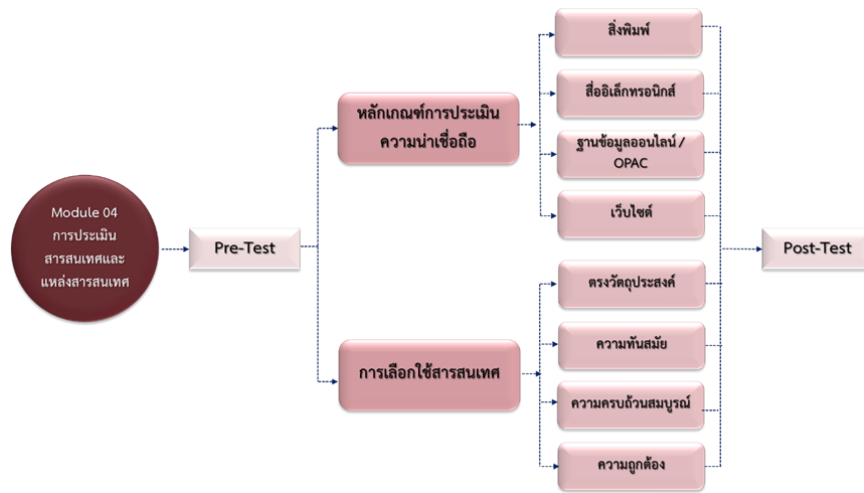 Module 04
การประเมิน
สารสนเทศและ
แหล่งสารสนเทศ
Pre-Test
หลักเกณฑ์การประเมิน
ความน่าเชื่อถือ
สิ่งพิมพ์
สื่ออิเล็กทรอนิกส์
ฐานข้อมูลออนไลน์ /
OPAC
เว็บไซต์
การเลือกใช้สารสนเทศ
ตรงวัตถุประสงค์
ความทันสมัย
ความครบถ้วนสมบูรณ์
ความถูกต้อง
Post-Test